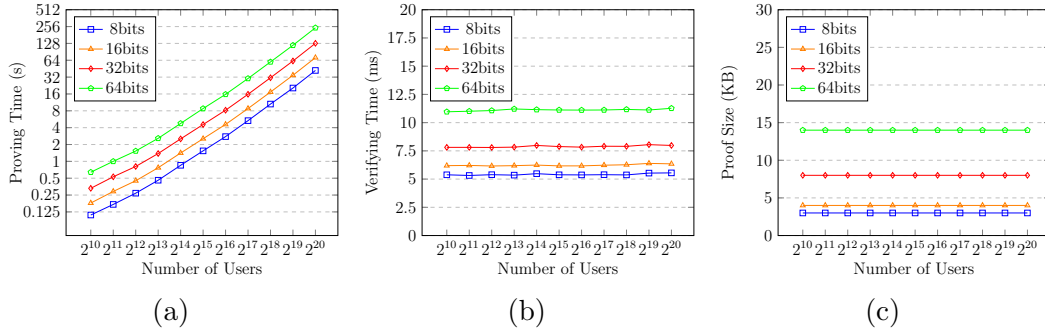 512
256
128
64
32
16
8
4
2
1
0.5
0.25
0.125
Proving Time (s)
8bits
16bits
32bits
64bits
2^10 2^11 2^12 2^13 2^14 2^15 2^16 2^17 2^18 2^19 2^20
Number of Users
(a)
20
17.5
15
12.5
10
7.5
5
2.5
0
Verifying Time (ms)
8bits
16bits
32bits
64bits
2^10 2^11 2^12 2^13 2^14 2^15 2^16 2^17 2^18 2^19 2^20
Number of Users
(b)
30
25
20
15
10
5
0
Proof Size (KB)
8bits
16bits
32bits
64bits
2^10 2^11 2^12 2^13 2^14 2^15 2^16 2^17 2^18 2^19 2^20
Number of Users
(c)